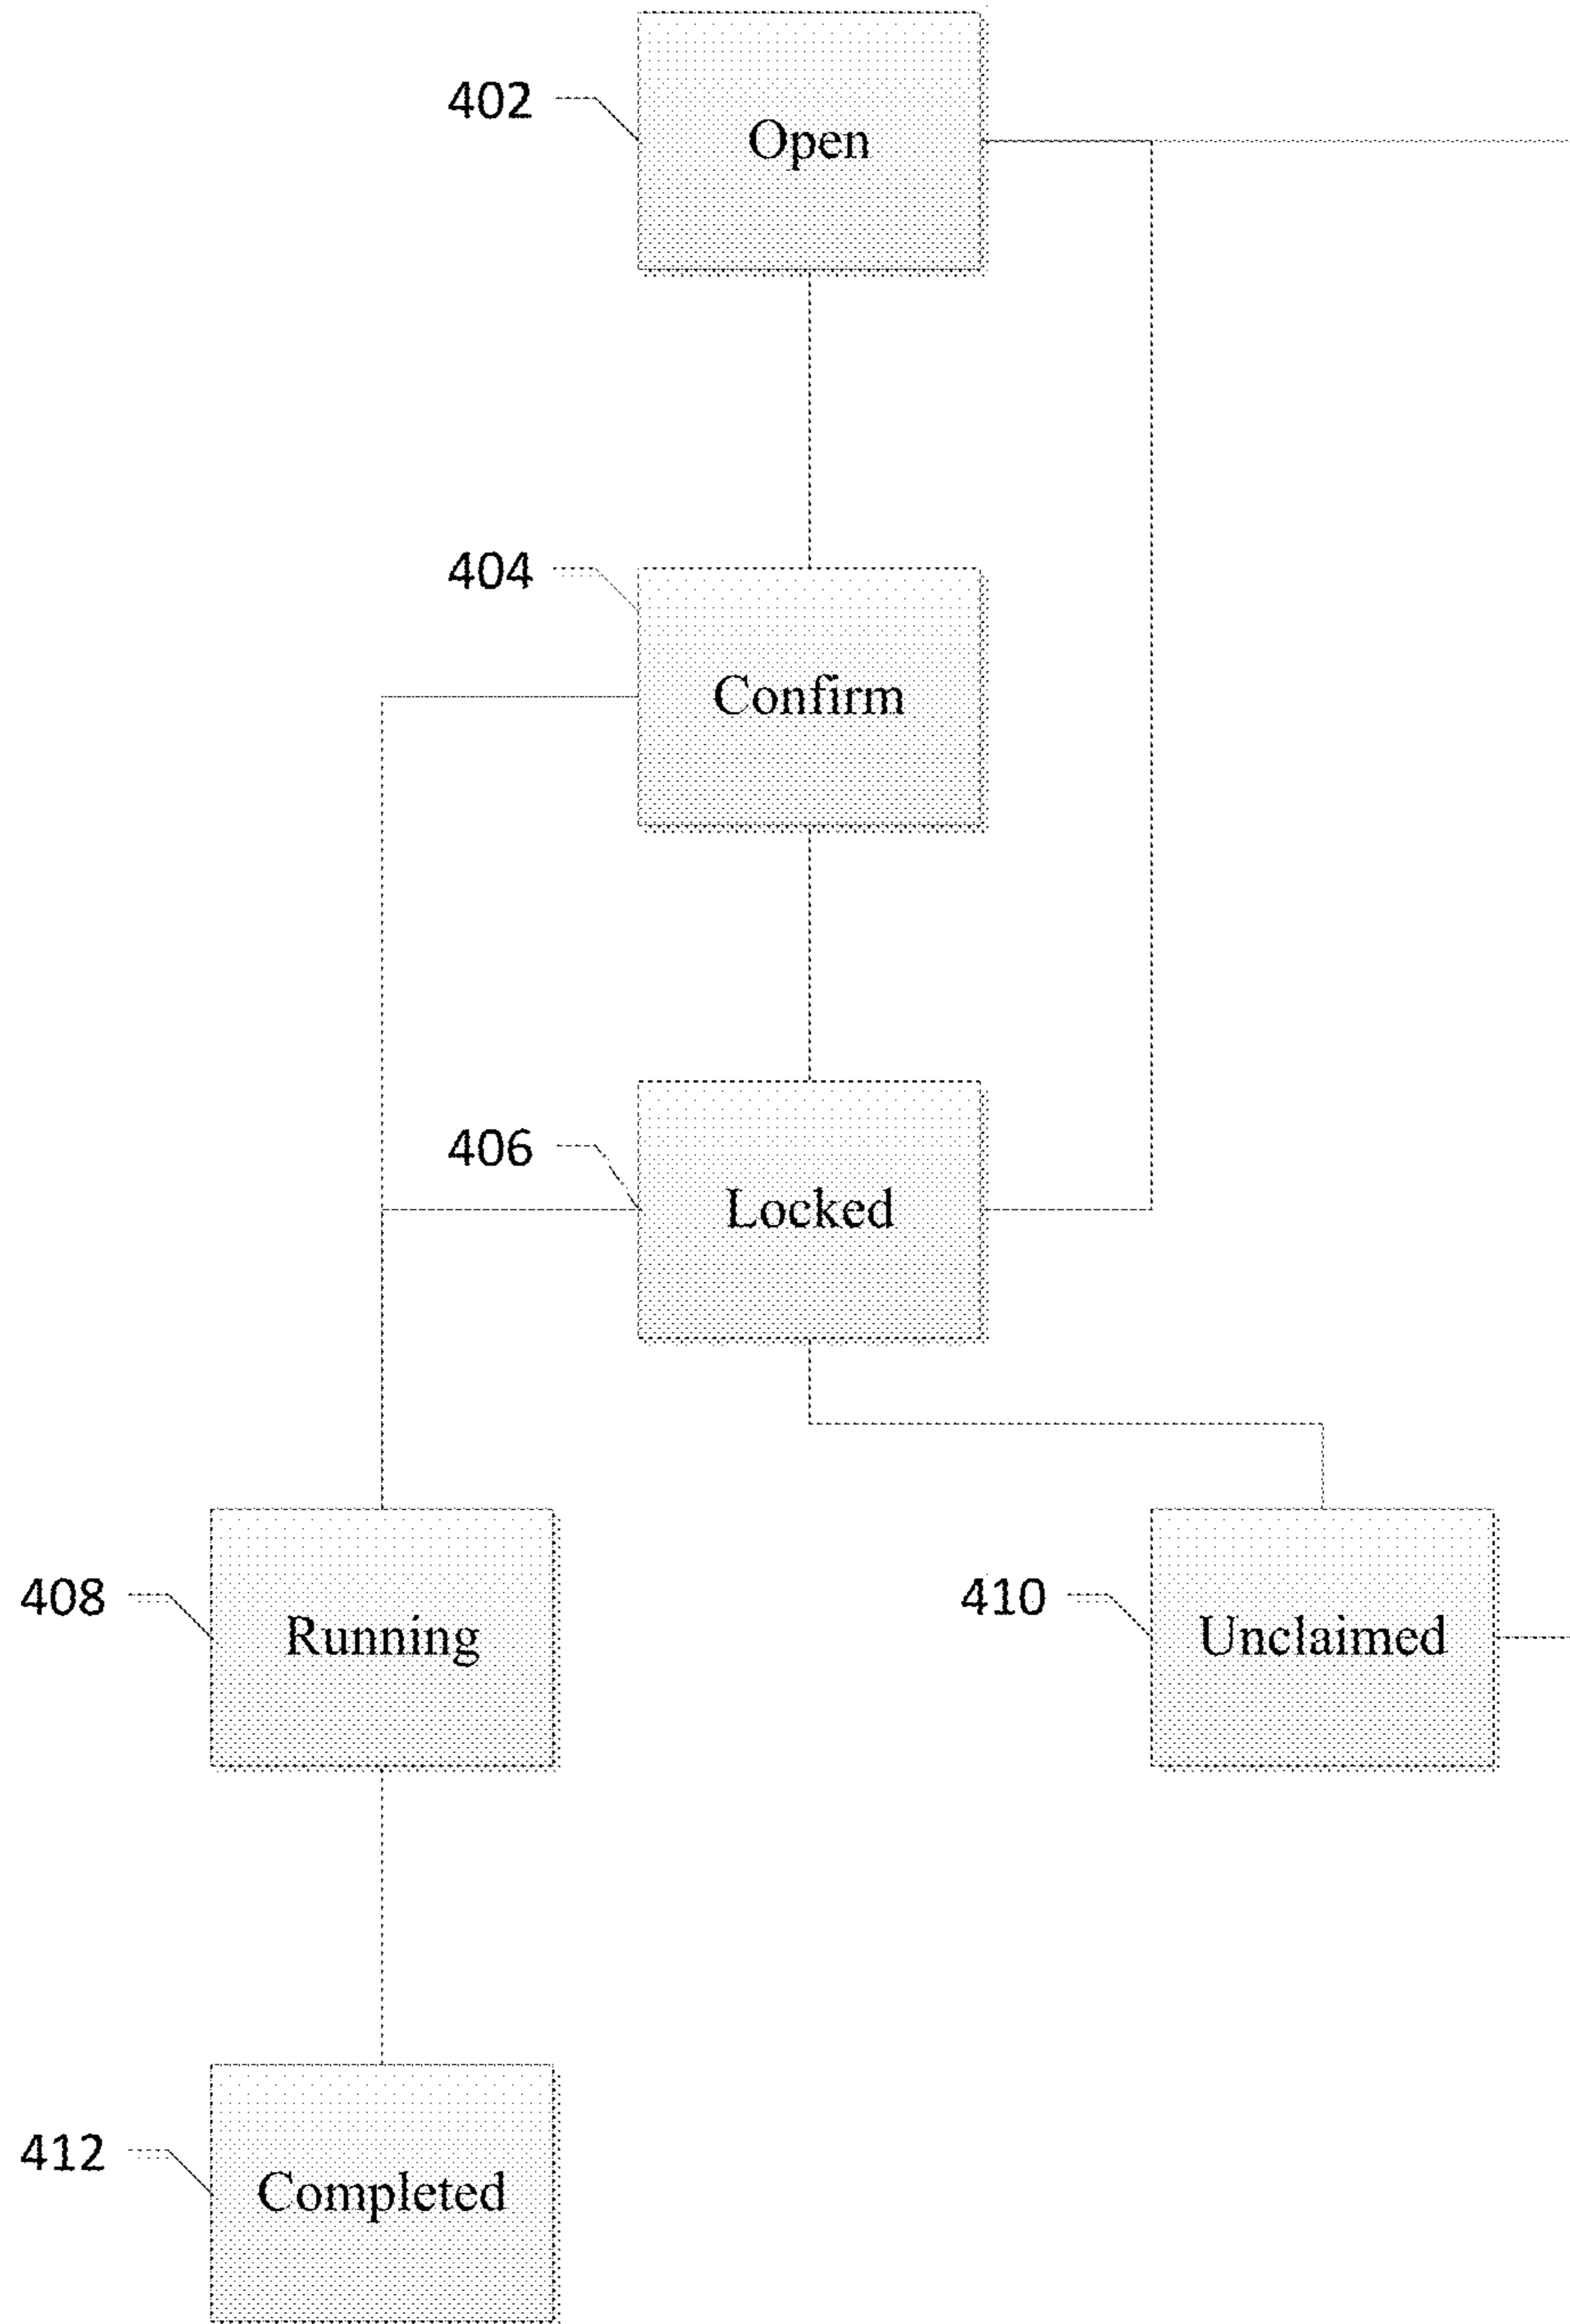 402
Open
404
Confirm
406
Locked
408
Running
410
Unclaimed
412
Completed